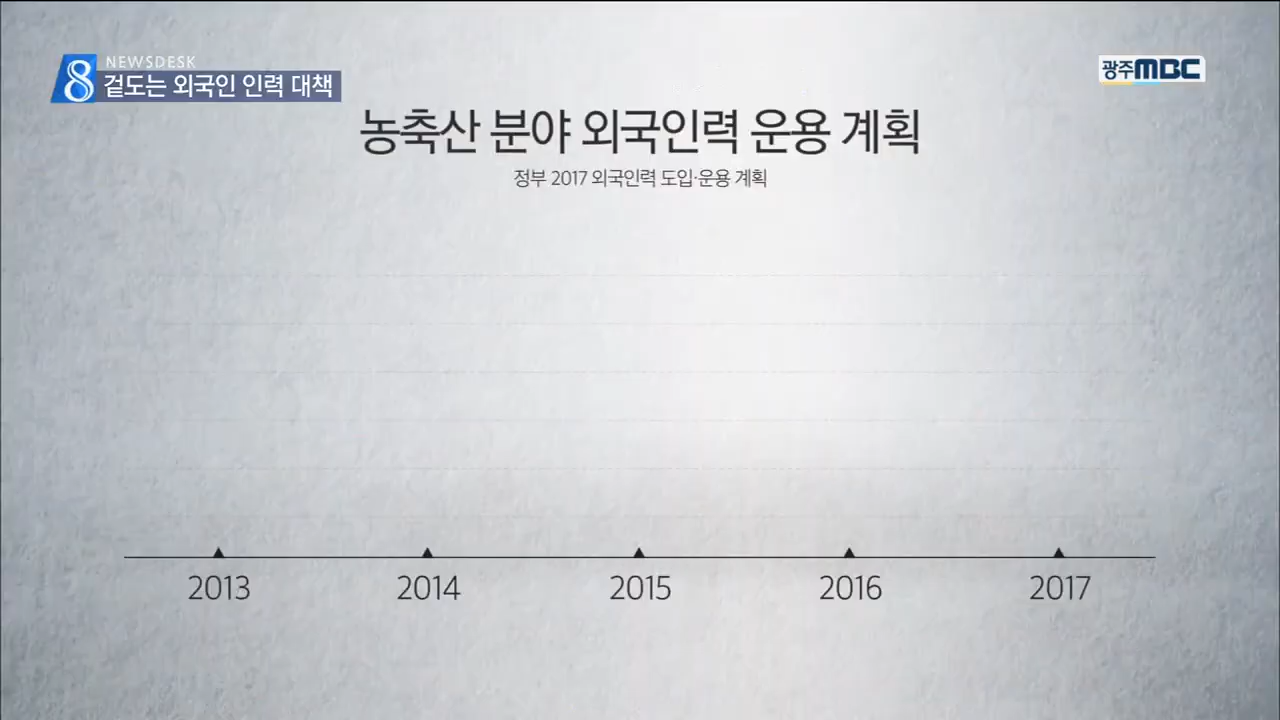 8 NEWSDESK
겉도는 외국인 인력 대책
광주MBC
농축산 분야 외국인력 운용 계획
정부 2017 외국인력 도입·운용 계획
2013 2014 2015 2016 2017